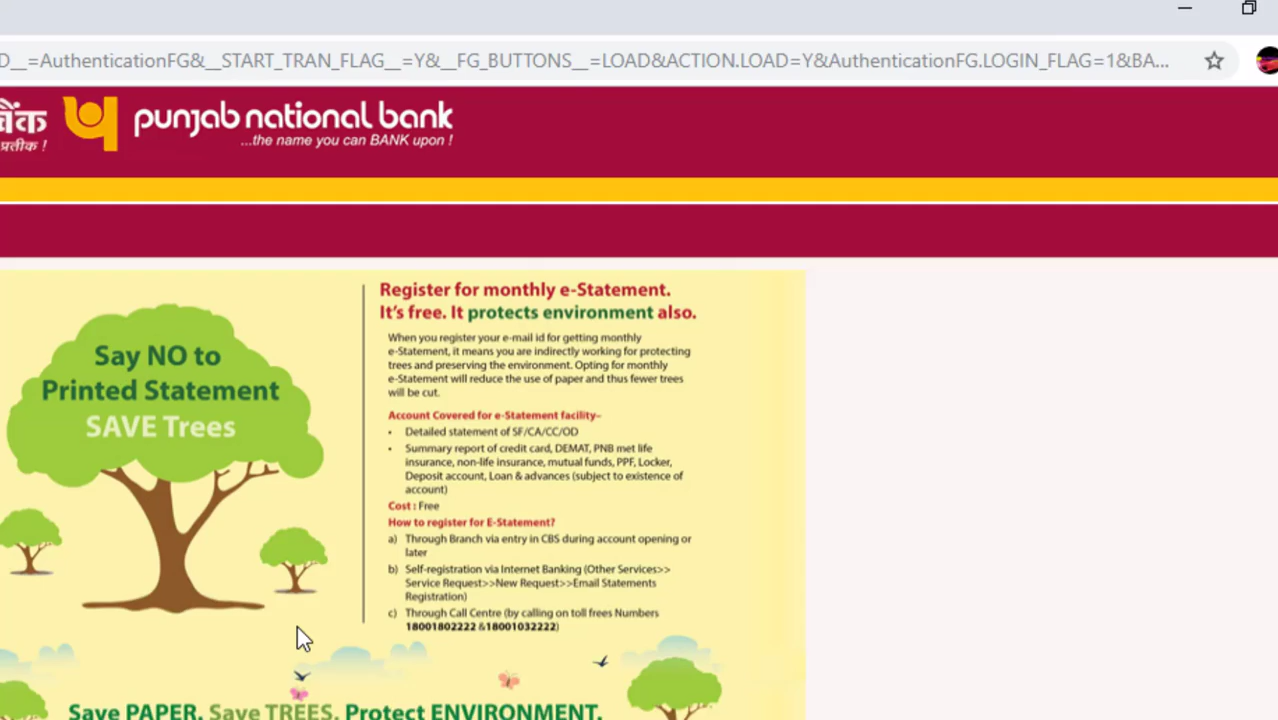 D__=AuthenticationFG&__START_TRAN_FLAG__=Y&__FG_BUTTONS__=LOAD&ACTION.LOAD=Y&AuthenticationFG.LOGIN_FLAG=1&BA...
punjab national bank
प्रतीक !
...the name you can BANK upon !
Say NO to
Printed Statement
SAVE Trees
Register for monthly e-Statement.
It's free. It protects environment also.
When you register your e-mail id for getting monthly
e-Statement, it means you are indirectly working for protecting
trees and preserving the environment. Opting for monthly
e-Statement will reduce the use of paper and thus fewer trees
will be cut.
Account Covered for e-Statement facility–
• Detailed statement of SF/CA/CC/OD
• Summary report of credit card, DEMAT, PNB met life
insurance, non-life insurance, mutual funds, PPF, Locker,
Deposit account, Loan & advances (subject to existence of
account)
Cost : Free
How to register for E-Statement?
a) Through Branch via entry in CBS during account opening or
later
b) Self-registration via Internet Banking (Other Services>>
Service Request>>New Request>>Email Statements
Registration)
c) Through Call Centre (by calling on toll frees Numbers
18001802222 &18001032222)
Save PAPER. Save TREES. Protect ENVIRONMENT.